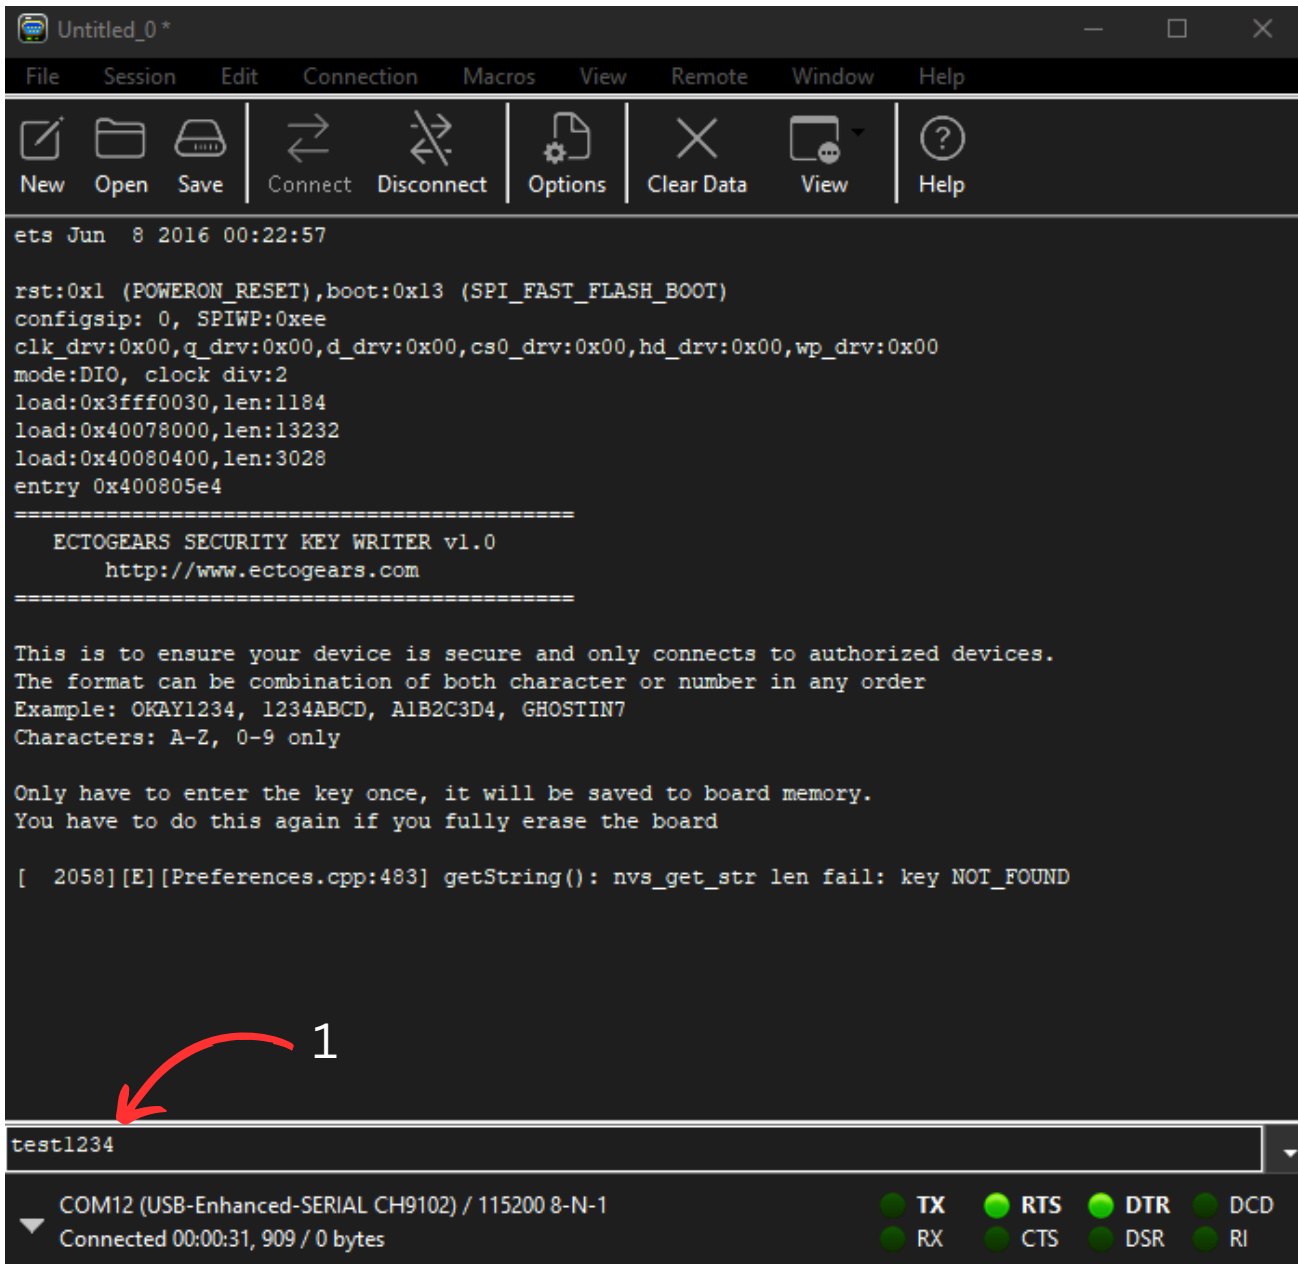 Untitled_0 *
File Session Edit Connection Macros View Remote Window Help
New Open Save Connect Disconnect Options Clear Data View Help
ets Jun  8 2016 00:22:57
rst:0x1 (POWERON_RESET),boot:0x13 (SPI_FAST_FLASH_BOOT)
configsip: 0, SPIWP:0xee
clk_drv:0x00,q_drv:0x00,d_drv:0x00,cs0_drv:0x00,hd_drv:0x00,wp_drv:0x00
mode:DIO, clock div:2
load:0x3fff0030,len:1184
load:0x40078000,len:13232
load:0x40080400,len:3028
entry 0x400805e4
===========================================
ECTOGEARS SECURITY KEY WRITER v1.0
http://www.ectogears.com
===========================================
This is to ensure your device is secure and only connects to authorized devices.
The format can be combination of both character or number in any order
Example: OKAY1234, 1234ABCD, A1B2C3D4, GHOSTIN7
Characters: A-Z, 0-9 only
Only have to enter the key once, it will be saved to board memory.
You have to do this again if you fully erase the board
[  2058][E][Preferences.cpp:483] getString(): nvs_get_str len fail: key NOT_FOUND
1
test1234
COM12 (USB-Enhanced-SERIAL CH9102) / 115200 8-N-1 TX RTS DTR DCD
Connected 00:00:31, 909 / 0 bytes RX CTS DSR RI